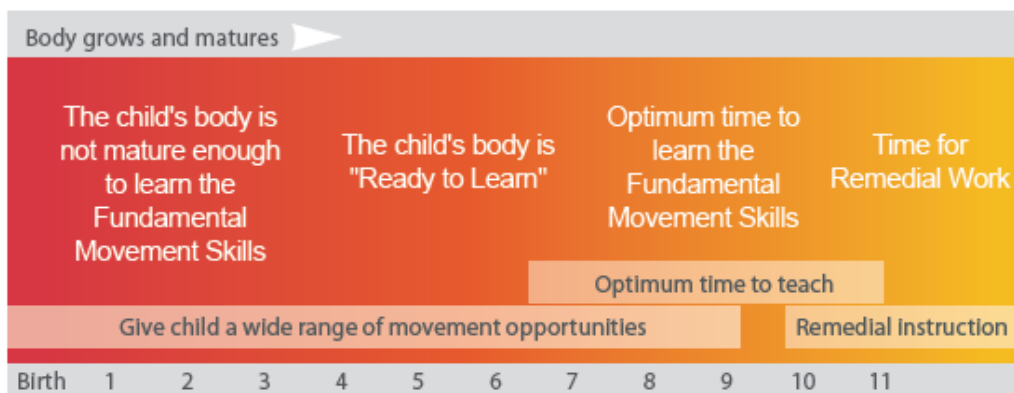 Body grows and matures
The child's body is
not mature enough
to learn the
Fundamental
Movement Skills
The child's body is
"Ready to Learn"
Optimum time to
learn the
Fundamental
Movement Skills
Time for
Remedial Work
Optimum time to teach
Give child a wide range of movement opportunities
Remedial instruction
Birth 1 2 3 4 5 6 7 8 9 10 11